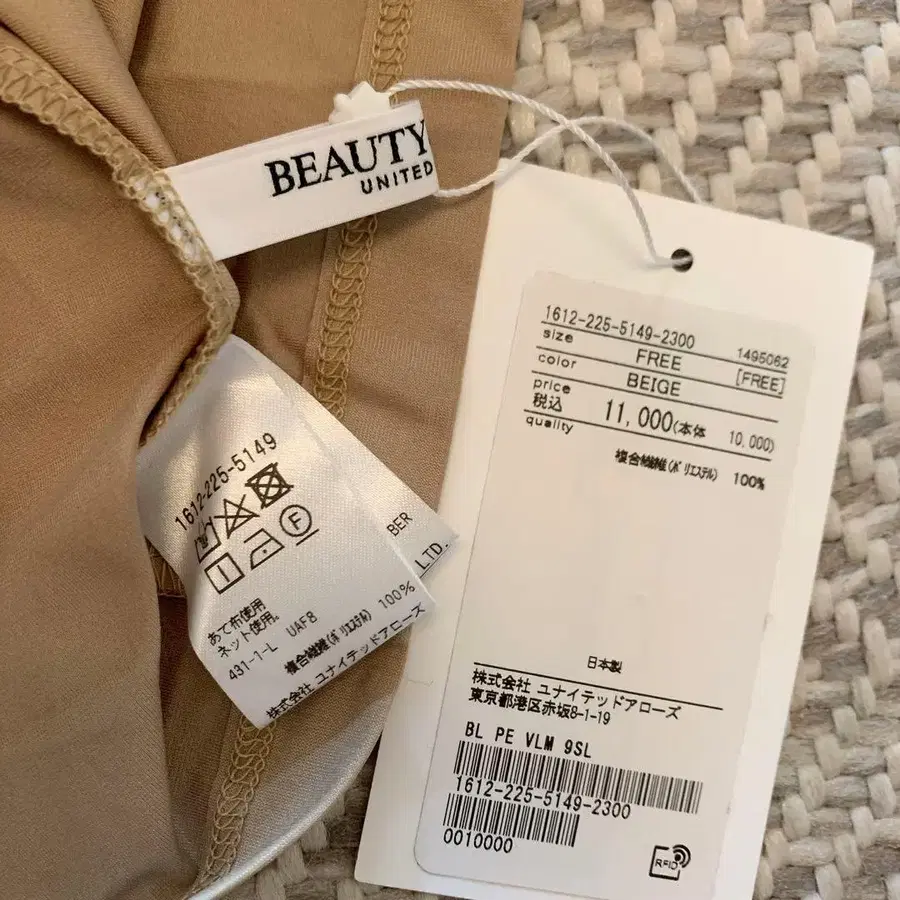 BEAUTY
UNITED
1612-225-5149-2300 1495062
size FREE [FREE]
color BEIGE
price
税込 11,000(本体 10,000)
quality
複合繊維(ポリエステル) 100%
日本製
株式会社 ユナイテッドアローズ
東京都港区赤坂8-1-19
BL PE VLM 9SL
1612-225-5149-2300
0010000
RFID
1612-225-5149
F
あて布使用
ネット使用。
431-1-L UAF8
複合繊維(ポリエステル) 100%
株式会社 ユナイテッドアローズ
BER
LTD.